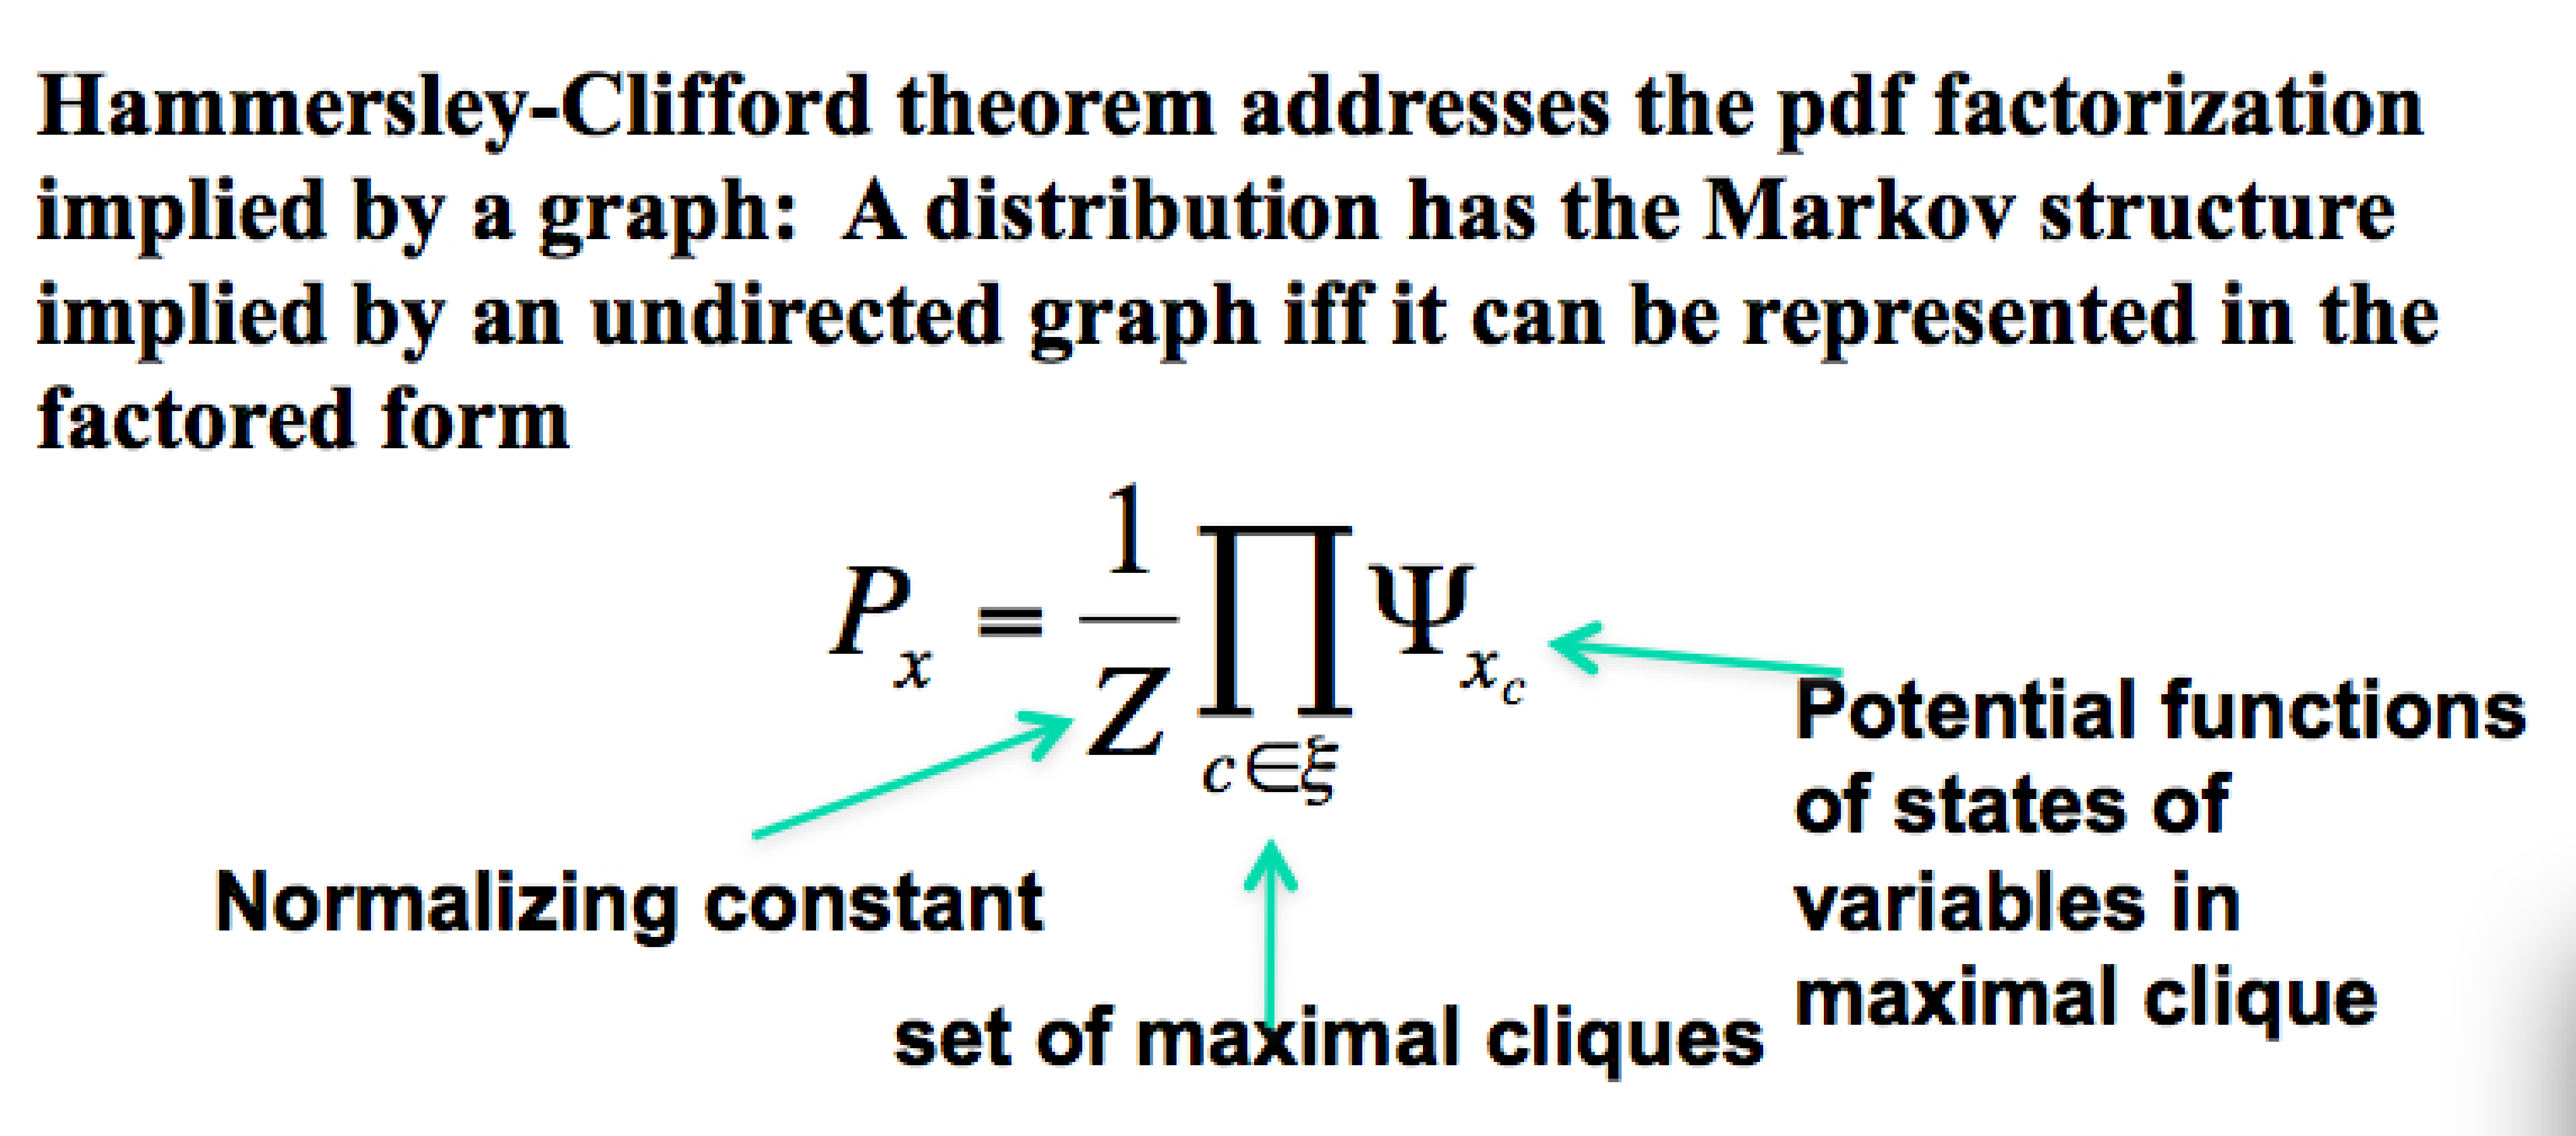 Hammersley-Clifford theorem addresses the pdf factorization
implied by a graph:  A distribution has the Markov structure
implied by an undirected graph iff it can be represented in the
factored form
P_x = \frac{1}{Z} \prod_{c \in \xi} \Psi_{x_c}
Potential functions
of states of
variables in
maximal clique
Normalizing constant
set of maximal cliques